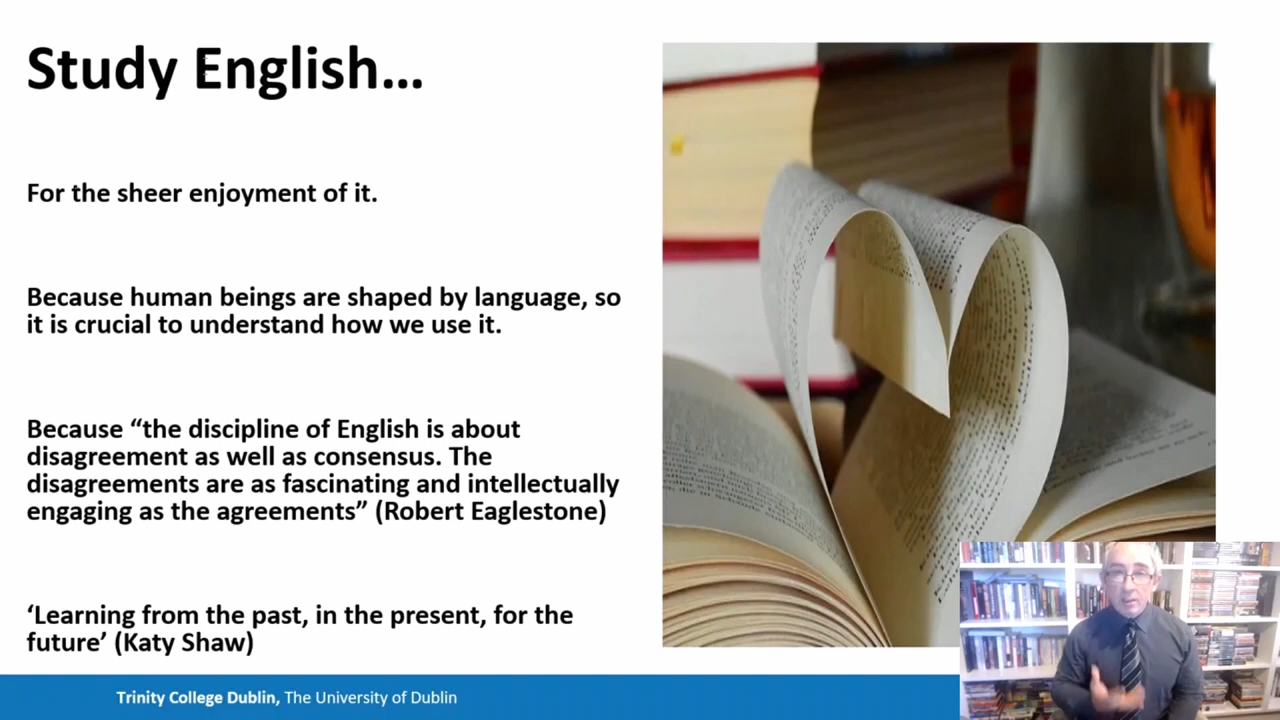 Study English…
For the sheer enjoyment of it.
Because human beings are shaped by language, so
it is crucial to understand how we use it.
Because “the discipline of English is about
disagreement as well as consensus. The
disagreements are as fascinating and intellectually
engaging as the agreements” (Robert Eaglestone)
‘Learning from the past, in the present, for the
future’ (Katy Shaw)
Trinity College Dublin, The University of Dublin